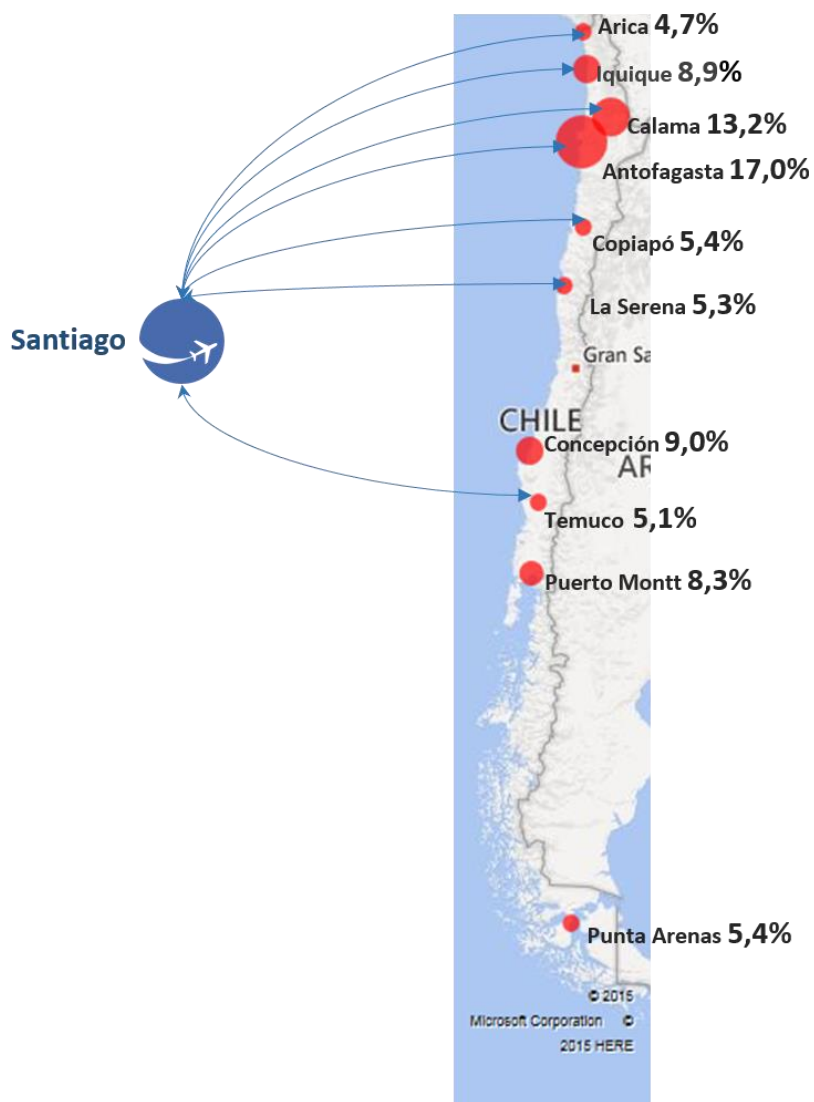 Arica 4,7%
Iquique 8,9%
Calama 13,2%
Antofagasta 17,0%
Copiapó 5,4%
La Serena 5,3%
Santiago
Gran Sa
CHILE
Concepción 9,0%
AR
Temuco 5,1%
Puerto Montt 8,3%
Punta Arenas 5,4%
© 2015
Microsoft Corporation ©
2015 HERE